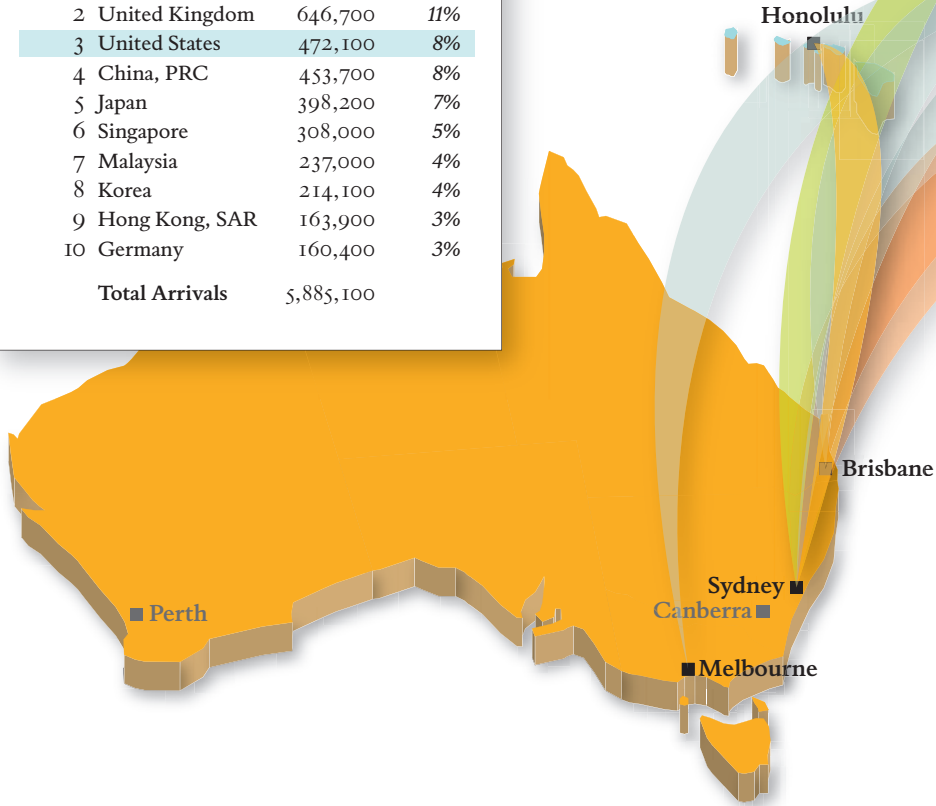 2 United Kingdom 646,700 11%
3 United States 472,100 8%
4 China, PRC 453,700 8%
5 Japan 398,200 7%
6 Singapore 308,000 5%
7 Malaysia 237,000 4%
8 Korea 214,100 4%
9 Hong Kong, SAR 163,900 3%
10 Germany 160,400 3%
Total Arrivals 5,885,100
Honolulu
Brisbane
Sydney
Canberra
Perth
Melbourne